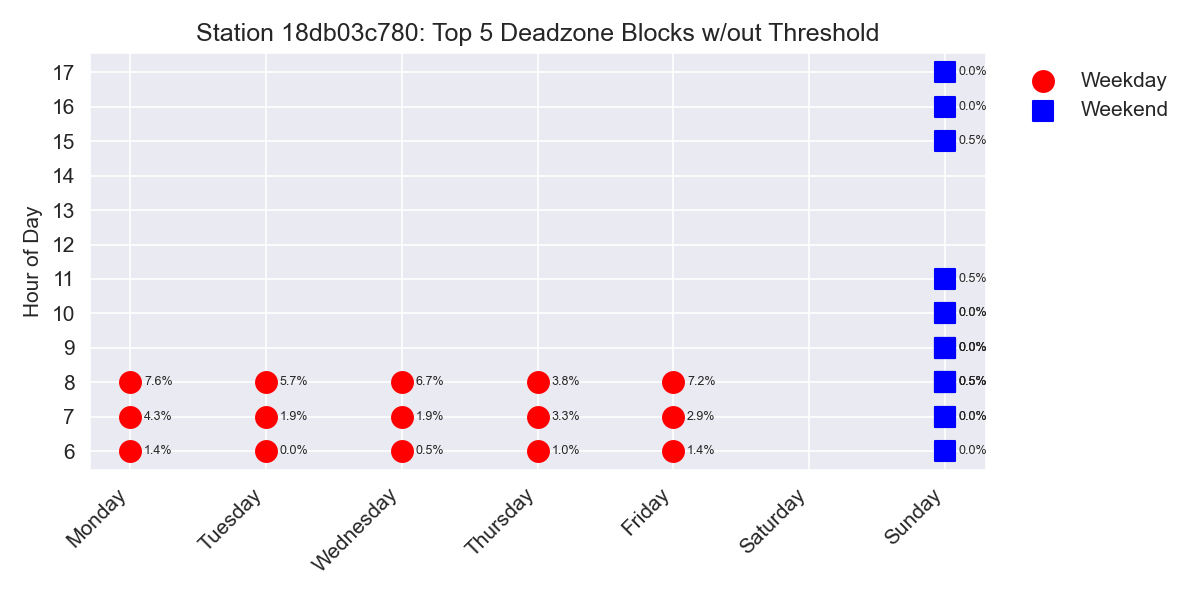 Station 18db03c780: Top 5 Deadzone Blocks w/out Threshold
Weekday
Weekend
Hour of Day
17 0.0%
16 0.0%
15 0.5%
14
13
12
11 0.5%
10 0.0%
9 0.0%
8 7.6% 5.7% 6.7% 3.8% 7.2% 0.5%
7 4.3% 1.9% 1.9% 3.3% 2.9% 0.0%
6 1.4% 0.0% 0.5% 1.0% 1.4% 0.0%
Monday Tuesday Wednesday Thursday Friday Saturday Sunday